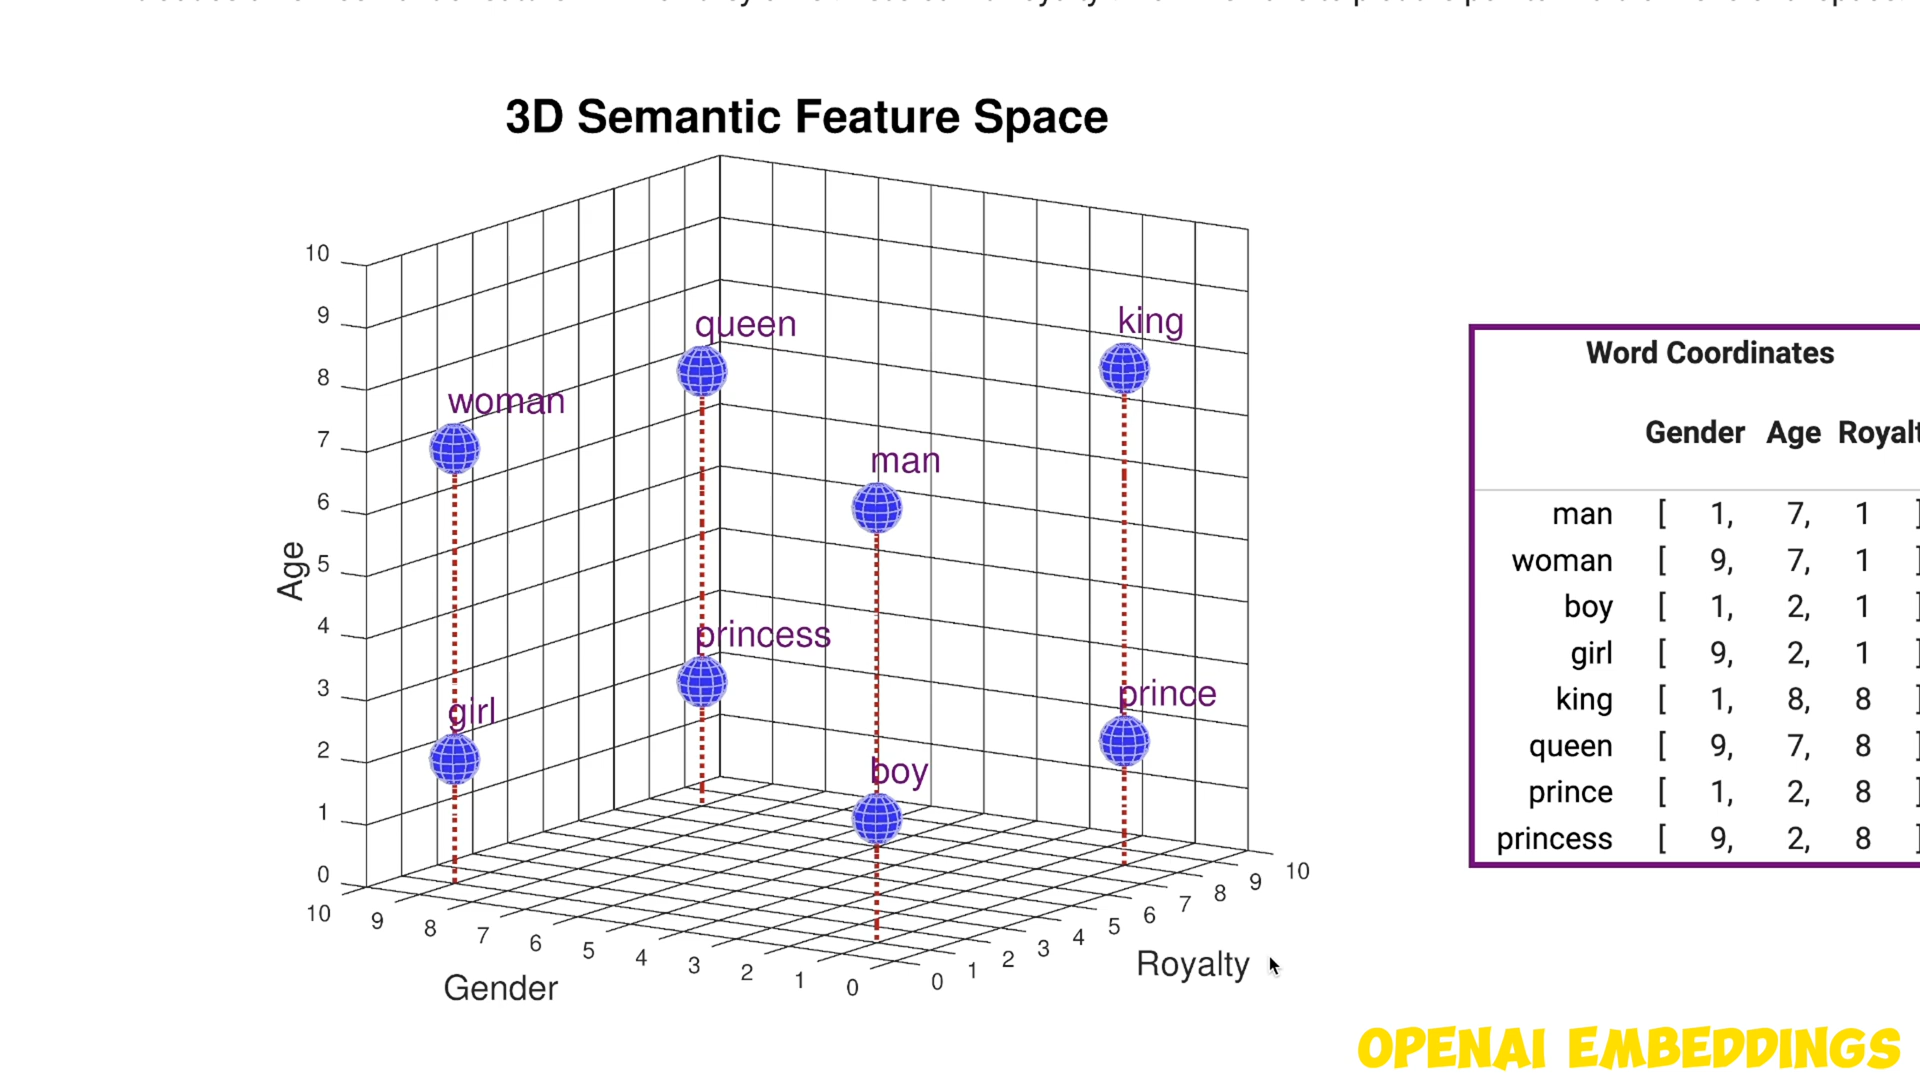 3D Semantic Feature Space
10
9
8
7
6
5
4
3
2
1
0
Age
queen
king
woman
man
princess
prince
girl
boy
10 9 8 7 6 5 4 3 2 1 0
Gender
0 1 2 3 4 5 6 7 8 9 10
Royalty
Word Coordinates
Gender Age Royalt
man [ 1, 7, 1 ]
woman [ 9, 7, 1 ]
boy [ 1, 2, 1 ]
girl [ 9, 2, 1 ]
king [ 1, 8, 8 ]
queen [ 9, 7, 8 ]
prince [ 1, 2, 8 ]
princess [ 9, 2, 8 ]
OPENAI EMBEDDINGS